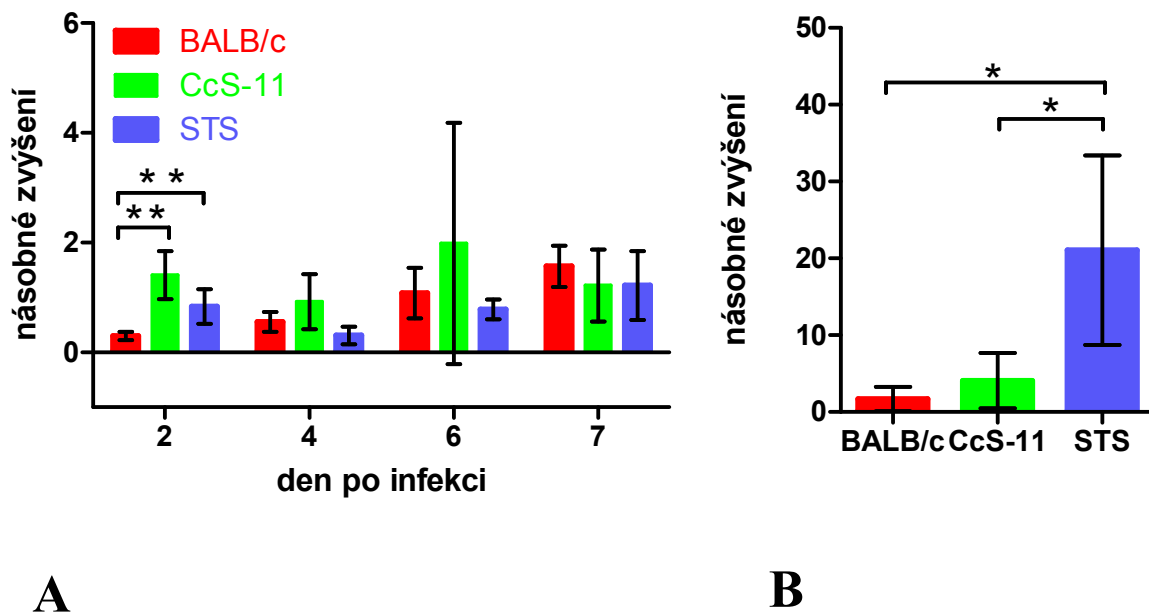 násobné zvýšení
6
4
2
0
BALB/c
CcS-11
STS
* *
**
2 4 6 7
den po infekci
A
násobné zvýšení
50
40
30
20
10
0
*
*
BALB/c CcS-11 STS
B